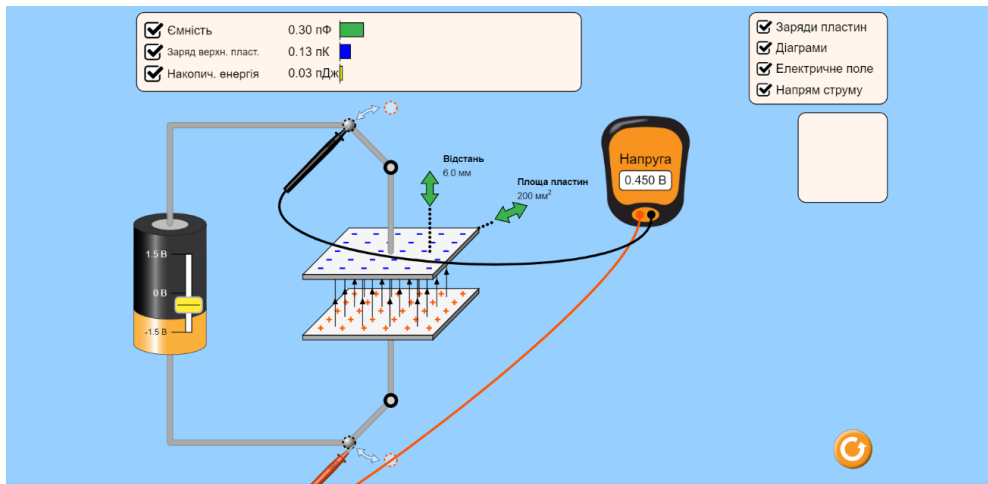 Ємність 0.30 пФ
Заряд верхн. пласт. 0.13 пК
Накопич. енергія 0.03 пДж
Заряди пластин
Діаграми
Електричне поле
Напрям струму
Відстань
6.0 мм
Площа пластин
200 мм²
Напруга
0.450 В
1.5 В
0 В
-1.5 В